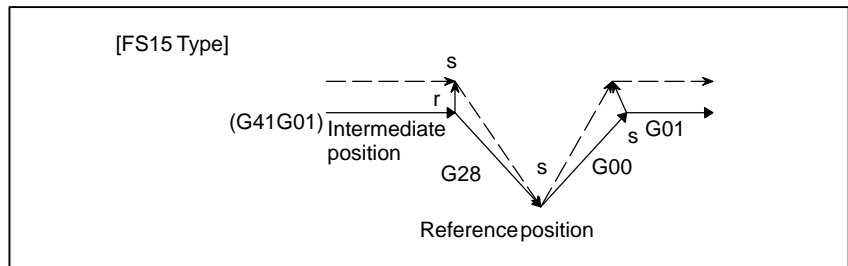 [FS15 Type]
s
r
(G41G01)
Intermediate
position
G01
s
G28
s
G00
Reference position